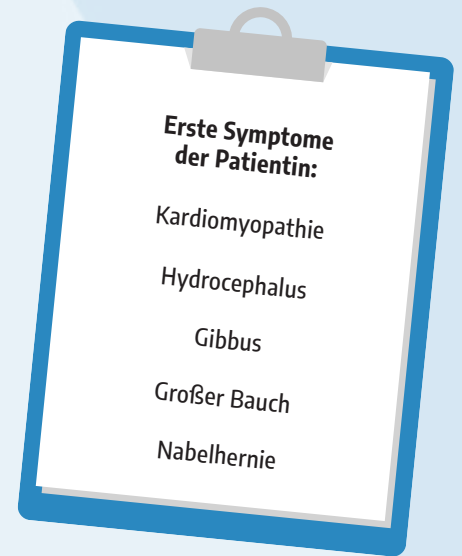 Erste Symptome
der Patientin:
Kardiomyopathie
Hydrocephalus
Gibbus
Großer Bauch
Nabelhernie